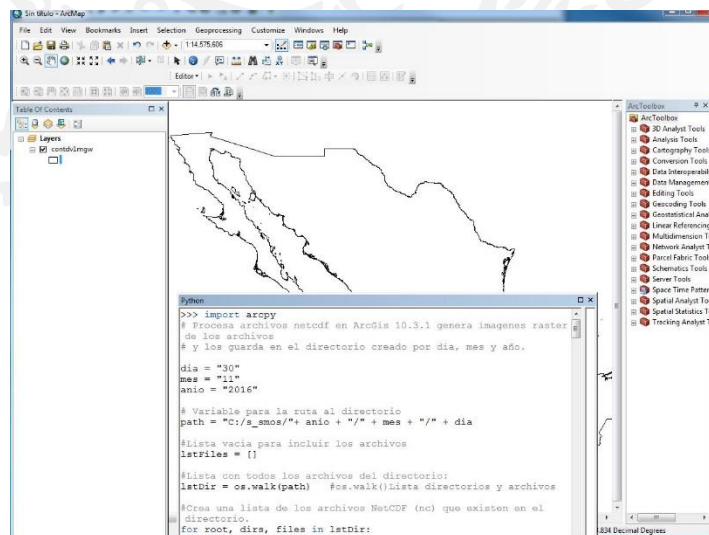 Sin título - ArcMap
File Edit View Bookmarks Insert Selection Geoprocessing Customize Windows Help
1:14,575,606
Editor
Table Of Contents
Layers
contdv1mgw
ArcToolbox
ArcToolbox
3D Analyst Tools
Analysis Tools
Cartography Tool
Conversion Tools
Data Interoperabil
Data Management
Editing Tools
Geocoding Tools
Geostatistical Ana
Linear Referencing
Multidimension T
Network Analyst T
Parcel Fabric Tool
Schematics Tools
Server Tools
Space Time Patter
Spatial Analyst To
Spatial Statistics T
Tracking Analyst T
Python
>>> import arcpy
# Procesa archivos netcdf en ArcGis 10.3.1 genera imagenes raster
de los archivos
# y los guarda en el directorio creado por dia, mes y año.
dia = "30"
mes = "11"
anio = "2016"
# Variable para la ruta al directorio
path = "C:/s_smos/"+ anio + "/" + mes + "/" + dia
#Lista vacia para incluir los archivos
lstFiles = []
#Lista con todos los archivos del directorio:
lstDir = os.walk(path) #os.walk()Lista directorios y archivos
#Crea una lista de los archivos NetCDF (nc) que existen en el
directorio.
for root, dirs, files in lstDir:
.834 Decimal Degrees